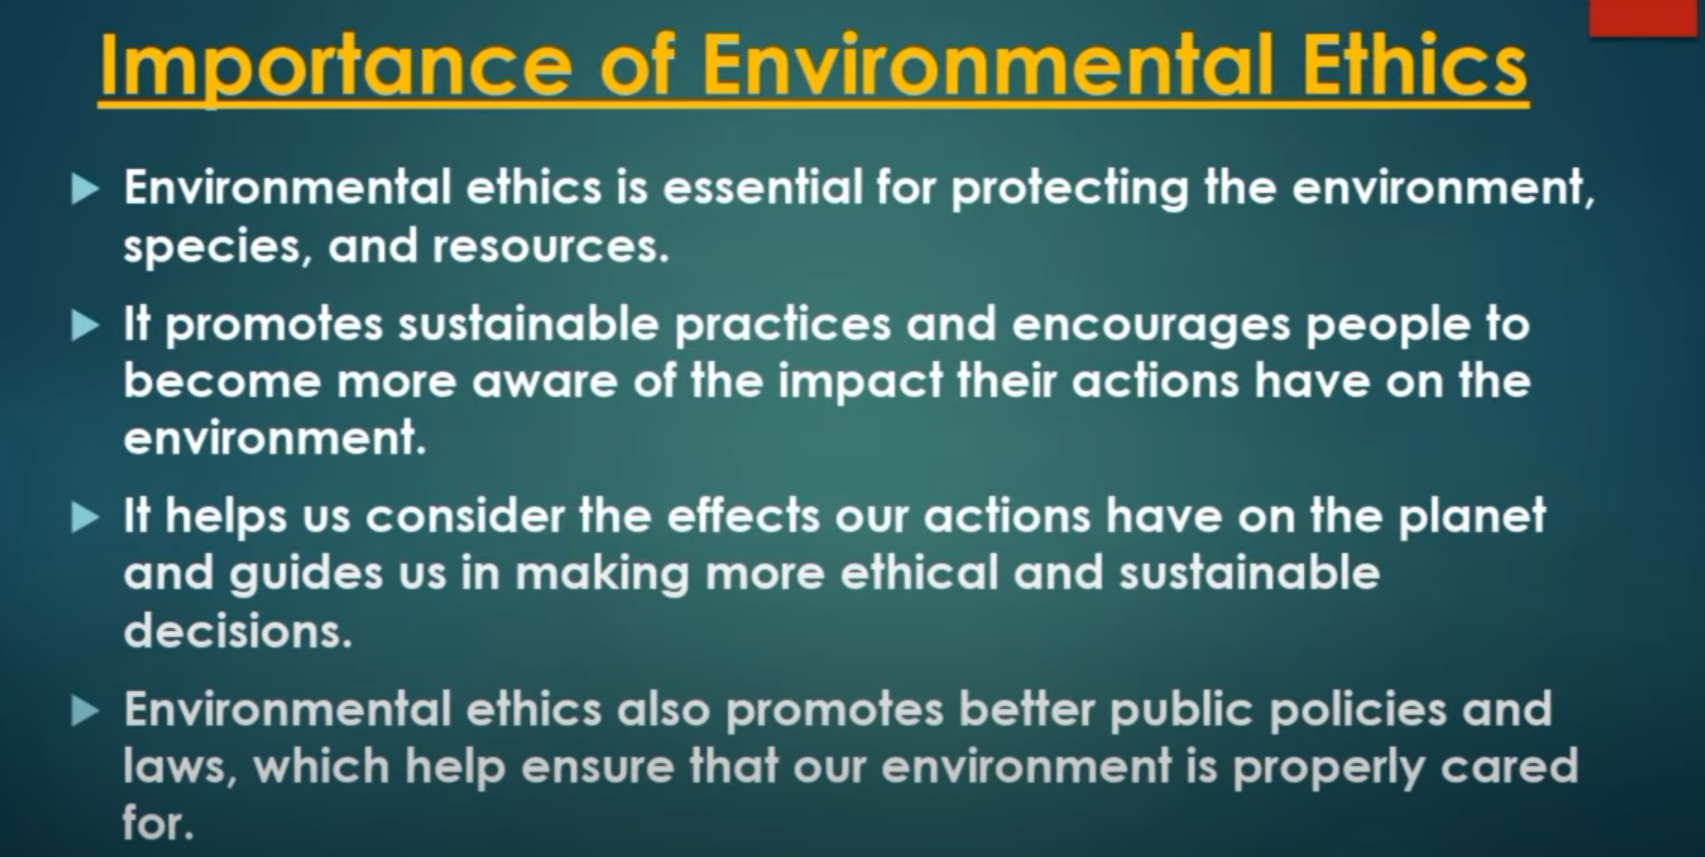 Importance of Environmental Ethics
Environmental ethics is essential for protecting the environment,
species, and resources.
It promotes sustainable practices and encourages people to
become more aware of the impact their actions have on the
environment.
It helps us consider the effects our actions have on the planet
and guides us in making more ethical and sustainable
decisions.
Environmental ethics also promotes better public policies and
laws, which help ensure that our environment is properly cared
for.